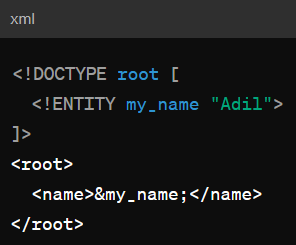 xml
<!DOCTYPE root [
  <!ENTITY my_name "Adil">
]>
<root>
  <name>&my_name;</name>
</root>